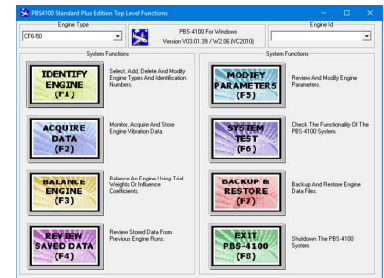 PBS4100 Standard Plus Edition Top Level Functions
Engine Type
CF6-50
PBS-4100 For Windows
Version V03.01.39 / W2.06 (VC2010)
Engine Id
System Functions
IDENTIFY
ENGINE
(F1)
Select, Add, Delete And Modify
Engine Types And Identification
Numbers.
ACQUIRE
DATA
(F2)
Monitor, Acquire And Store
Engine Vibration Data.
BALANCE
ENGINE
(F3)
Balance An Engine Using Trial
Weights Or Influence
Coefficients.
REVIEW
SAVED DATA
(F4)
Review Stored Data From
Previous Engine Runs.
System Functions
MODIFY
PARAMETERS
(F5)
Review And Modify Engine
Parameters.
SYSTEM
TEST
(F6)
Check The Functionality Of The
PBS-4100 System.
BACKUP &
RESTORE
(F7)
Backup And Restore Engine
Data Files.
EXIT
PBS-4100
(F8)
Shutdown The PBS-4100
System